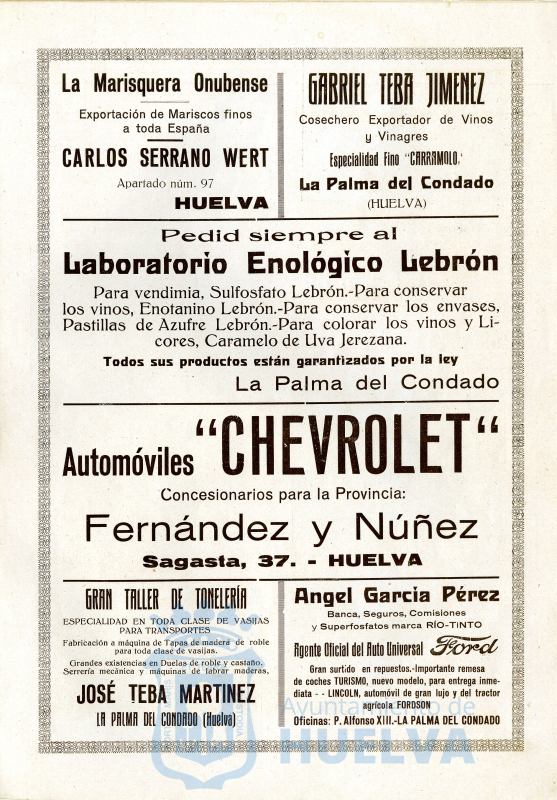 La Marisquera Onubense
Exportación de Mariscos finos
a toda España
CARLOS SERRANO WERT
Apartado núm. 97
HUELVA
GABRIEL TEBA JIMENEZ
Cosechero Exportador de Vinos
y Vinagres
Especialidad Fino "CARRAMOLO"
La Palma del Condado
(HUELVA)
Pedid siempre al
Laboratorio Enológico Lebrón
Para vendimia, Sulfosfato Lebrón.-Para conservar
los vinos, Enotanino Lebrón.-Para conservar los envases,
Pastillas de Azufre Lebrón.-Para colorar los vinos y Li-
cores, Caramelo de Uva Jerezana.
Todos sus productos están garantizados por la ley
La Palma del Condado
Automóviles "CHEVROLET"
Concesionarios para la Provincia:
Fernández y Núñez
Sagasta, 37. - HUELVA
GRAN TALLER DE TONELERÍA
ESPECIALIDAD EN TODA CLASE DE VASIJAS
PARA TRANSPORTES
Fabricación a máquina de Tapas de madera de roble
para toda clase de vasijas.
Grandes existencias en Duelas de roble y castaño.
Serrería mecánica y máquinas de labrar maderas,
JOSÉ TEBA MARTINEZ
LA PALMA DEL CONDADO (Huelva)
Angel Garcia Pérez
Banca, Seguros, Comisiones
y Superfosfatos marca RÍO-TINTO
Agente Oficial del Auto Universal Ford
Gran surtido en repuestos.-Importante remesa
de coches TURISMO, nuevo modelo, para entrega inme-
diata - - LINCOLN, automóvil de gran lujo y del tractor
agrícola FORDSON
Oficinas: P. Alfonso XIII.-LA PALMA DEL CONDADO
Ayuntamiento de
HUELVA